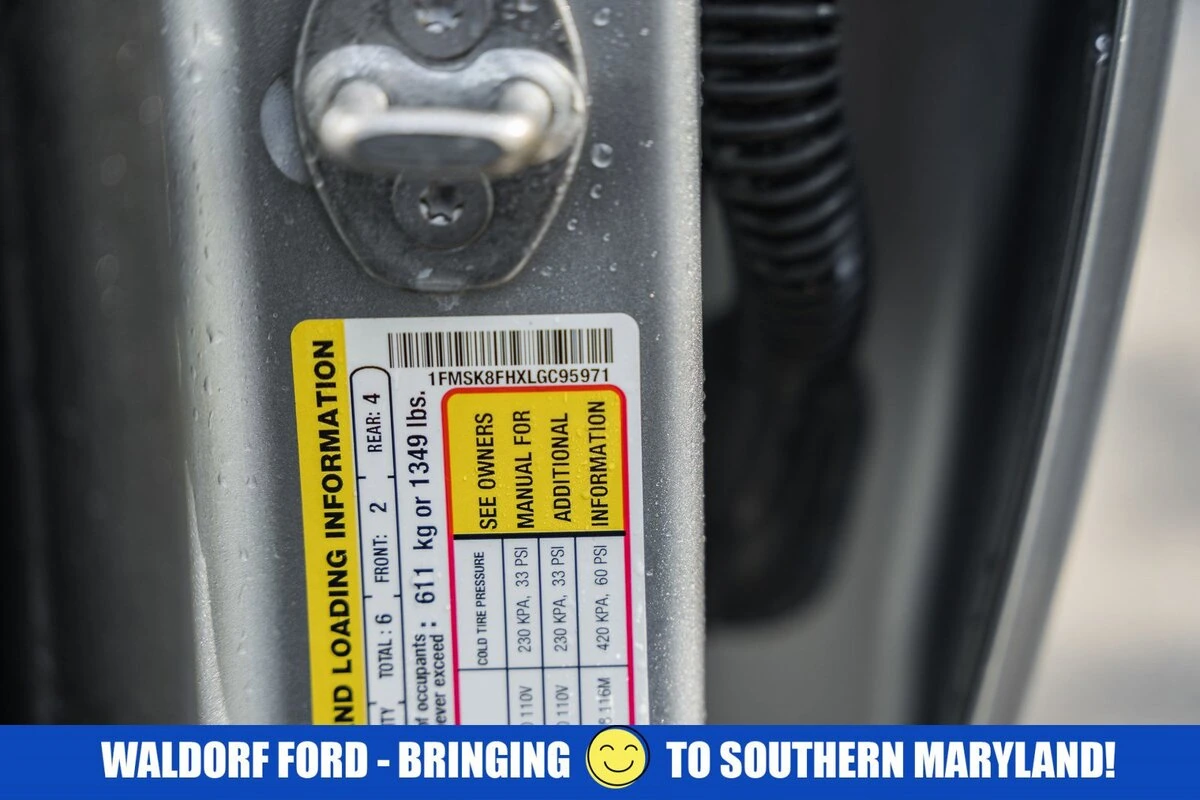 1FMSK8FHXLGC95971
LOADING INFORMATION
TOTAL : 6 FRONT: 2 REAR: 4
occupants : 611 kg or 1349 lbs.
exceed :
SEE OWNERS
MANUAL FOR
ADDITIONAL
INFORMATION
COLD TIRE PRESSURE
110V 230 KPA, 33 PSI
110V 230 KPA, 33 PSI
420 KPA, 60 PSI
WALDORF FORD - BRINGING TO SOUTHERN MARYLAND!